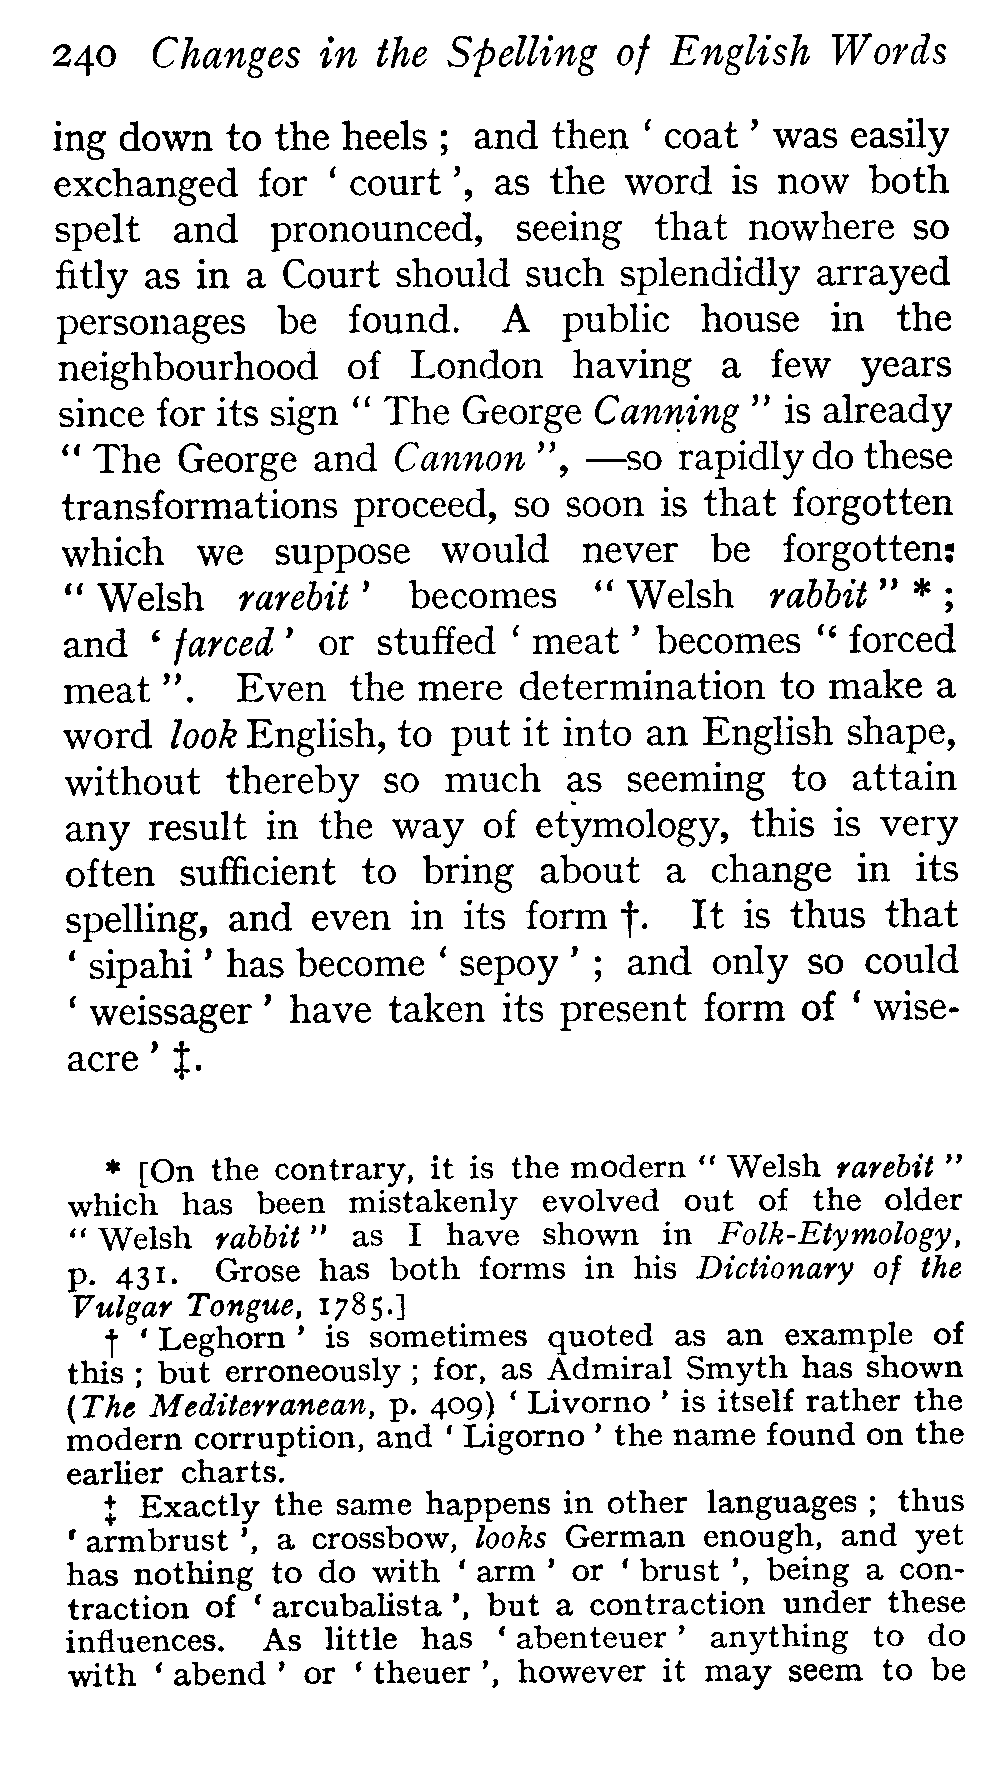 240 Changes in the Spelling of English Words
ing down to the heels ; and then ‘ coat ’ was easily
exchanged for ‘ court ’, as the word is now both
spelt and pronounced, seeing that nowhere so
fitly as in a Court should such splendidly arrayed
personages be found. A public house in the
neighbourhood of London having a few years
since for its sign “ The George Canning ” is already
“ The George and Cannon ”, —so rapidly do these
transformations proceed, so soon is that forgotten
which we suppose would never be forgotten:
“ Welsh rarebit ’ becomes “ Welsh rabbit ” * ;
and ‘ farced ’ or stuffed ‘ meat ’ becomes “ forced
meat ”. Even the mere determination to make a
word look English, to put it into an English shape,
without thereby so much as seeming to attain
any result in the way of etymology, this is very
often sufficient to bring about a change in its
spelling, and even in its form †. It is thus that
‘ sipahi ’ has become ‘ sepoy ’ ; and only so could
‘ weissager ’ have taken its present form of ‘ wise-
acre ’ ‡.
* [On the contrary, it is the modern “ Welsh rarebit ”
which has been mistakenly evolved out of the older
“ Welsh rabbit ” as I have shown in Folk-Etymology,
p. 431. Grose has both forms in his Dictionary of the
Vulgar Tongue, 1785.]
† ‘ Leghorn ’ is sometimes quoted as an example of
this ; but erroneously ; for, as Admiral Smyth has shown
(The Mediterranean, p. 409) ‘ Livorno ’ is itself rather the
modern corruption, and ‘ Ligorno ’ the name found on the
earlier charts.
‡ Exactly the same happens in other languages ; thus
‘ armbrust ’, a crossbow, looks German enough, and yet
has nothing to do with ‘ arm ’ or ‘ brust ’, being a con-
traction of ‘ arcubalista ’, but a contraction under these
influences. As little has ‘ abenteuer ’ anything to do
with ‘ abend ’ or ‘ theuer ’, however it may seem to be